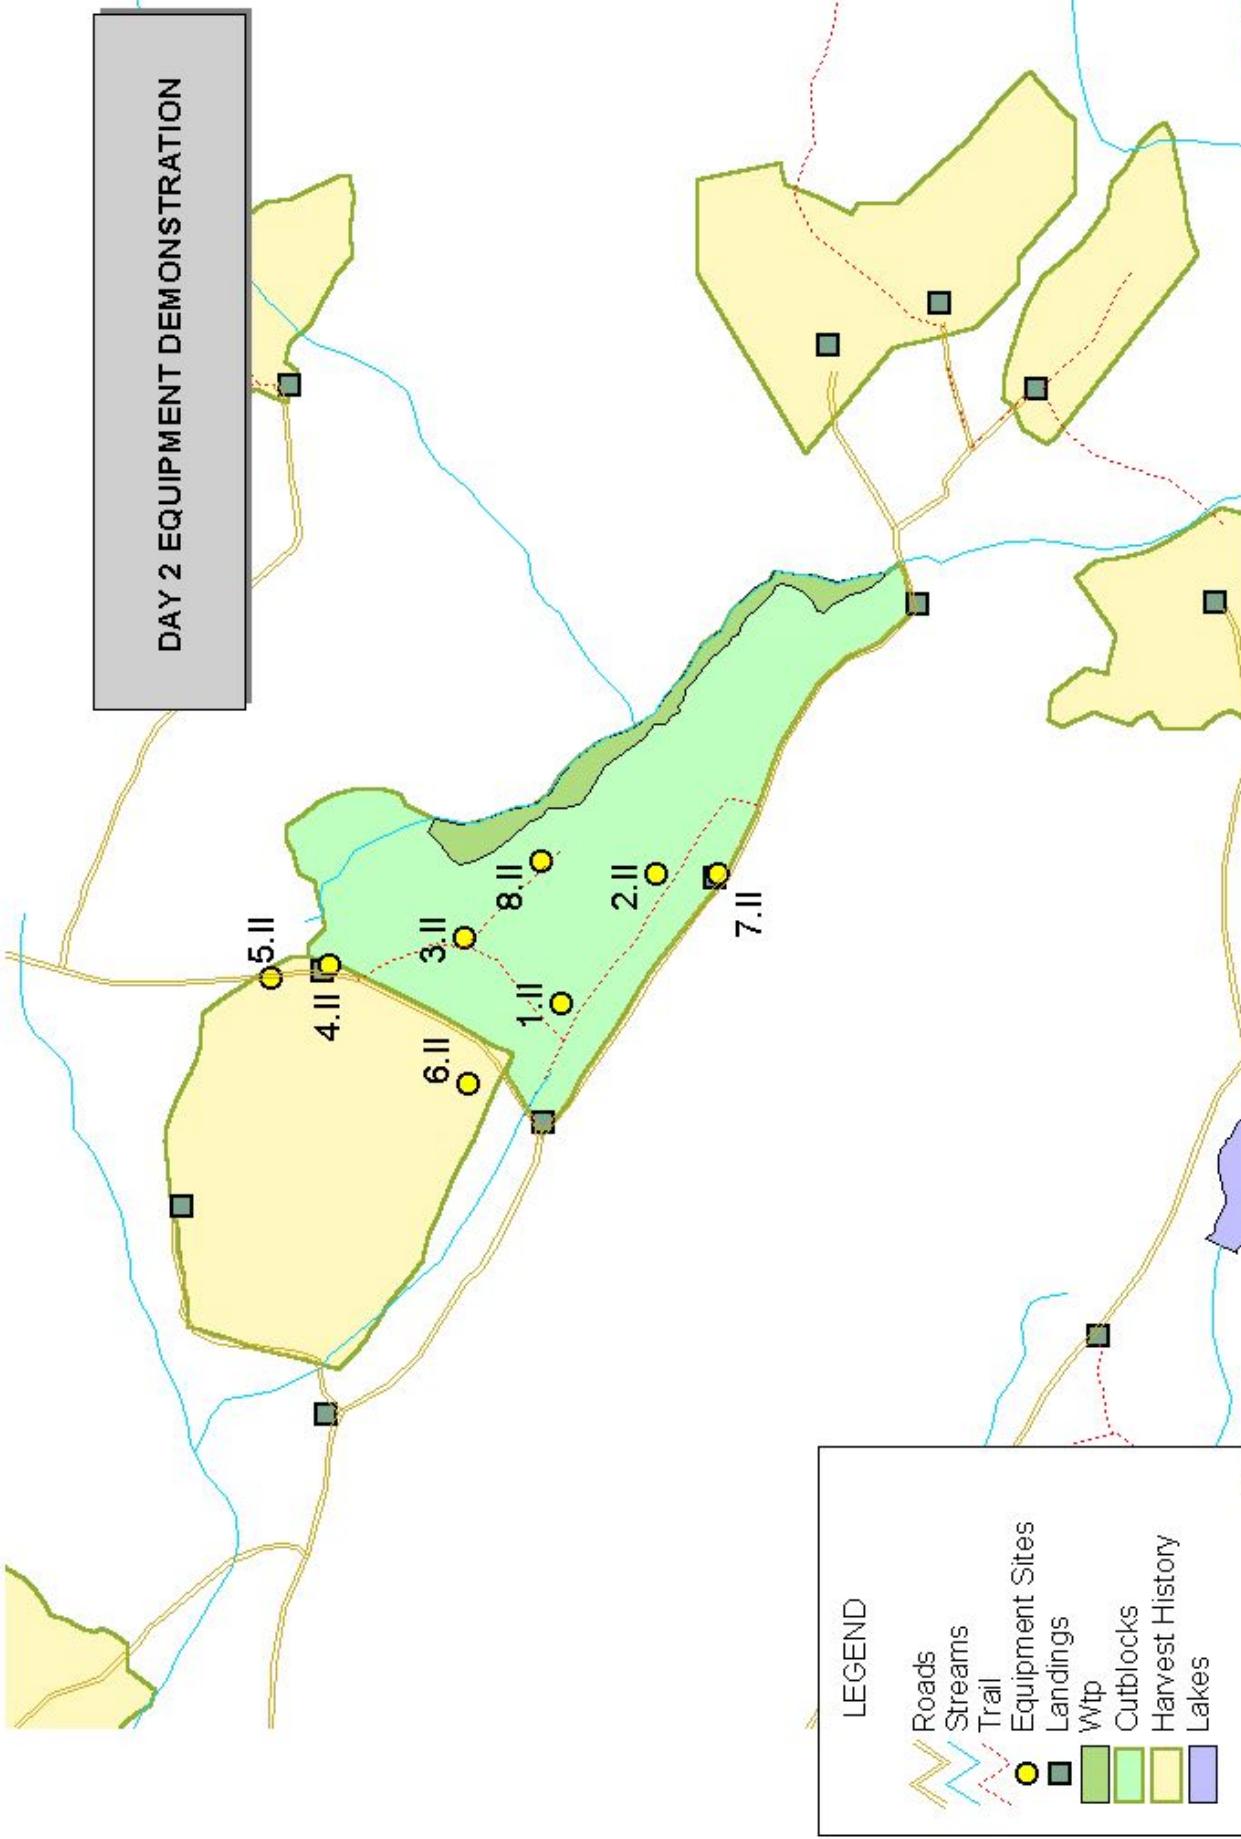 DAY 2 EQUIPMENT DEMONSTRATION
5.II
4.II
3.II
8.II
6.II
1.II
2.II
7.II
LEGEND
Roads
Streams
Trail
Equipment Sites
Landings
Wtp
Cutblocks
Harvest History
Lakes